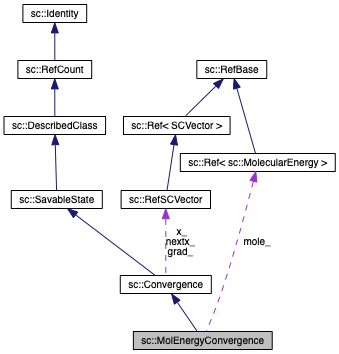 sc::Identity
sc::RefCount
sc::RefBase
sc::DescribedClass
sc::Ref< SCVector >
sc::Ref< sc::MolecularEnergy >
sc::SavableState
sc::RefSCVector
x_
nextx_
grad_
mole_
sc::Convergence
sc::MolEnergyConvergence